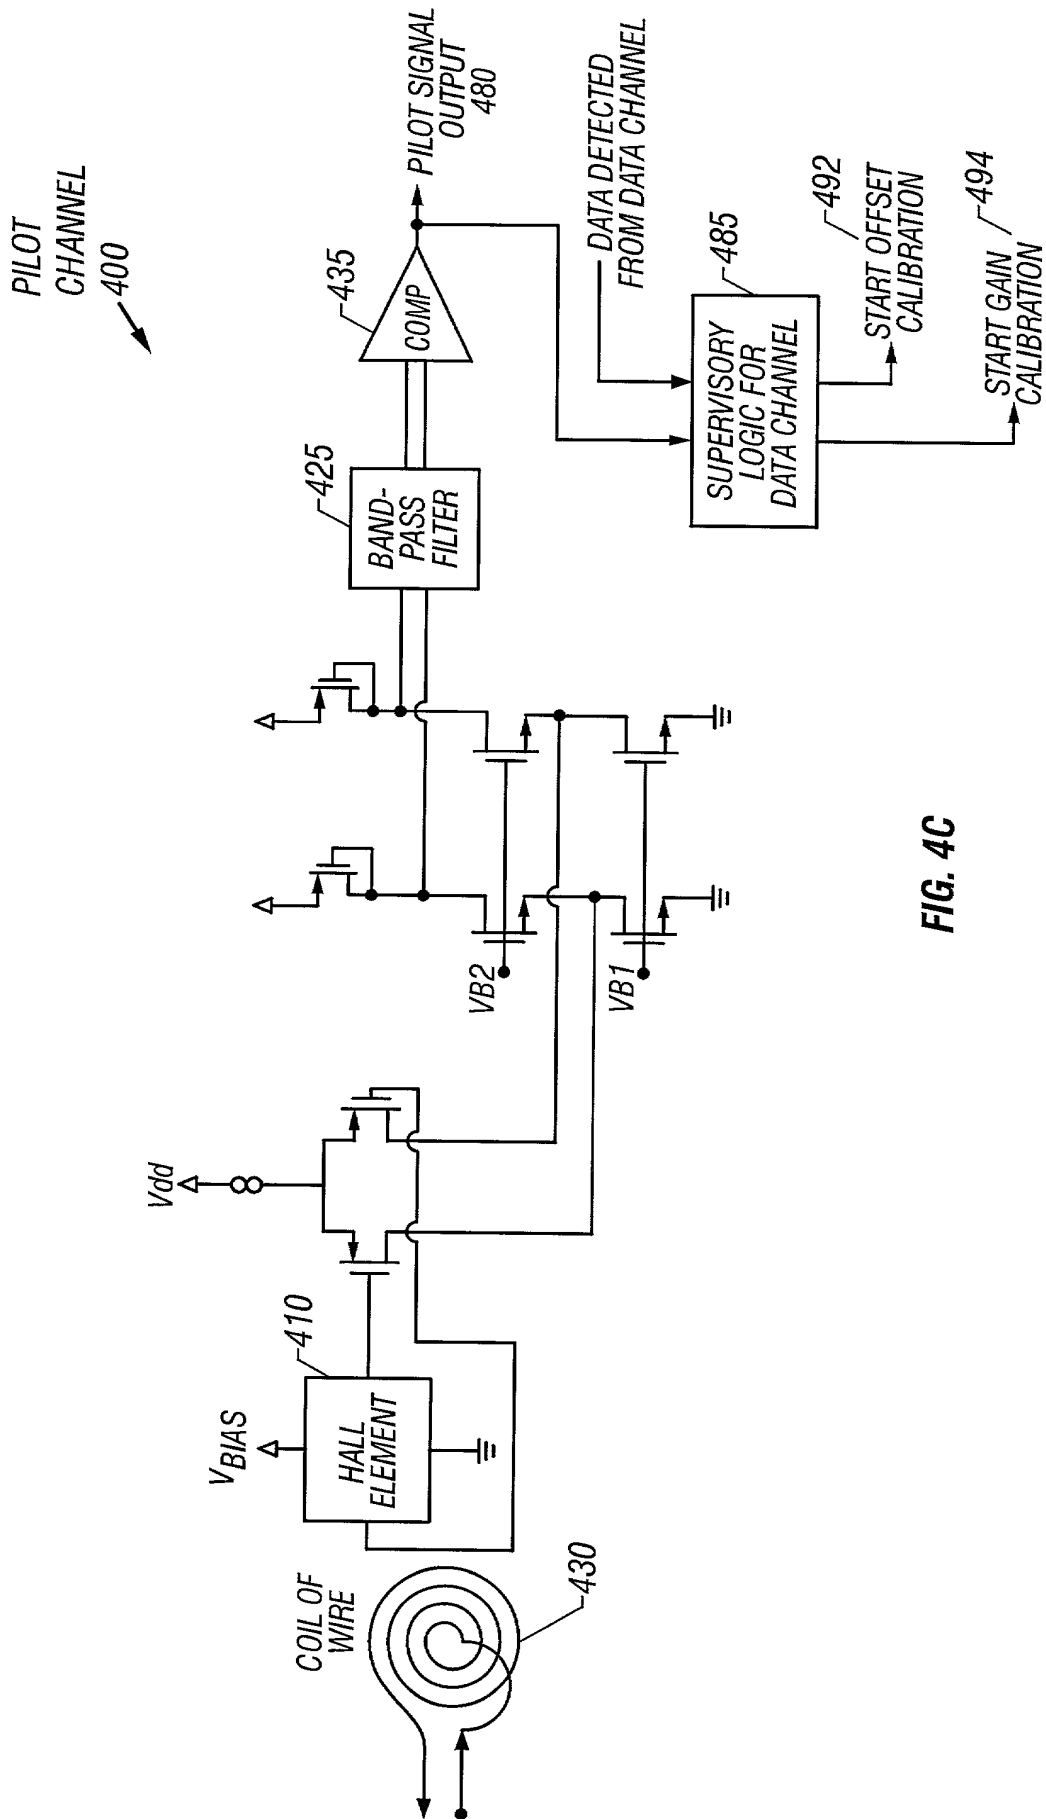 PILOT
CHANNEL
400
COIL OF
WIRE
430
VBIAS
HALL
ELEMENT
410
Vdd
VB2
VB1
BAND-
PASS
FILTER
425
COMP
435
PILOT SIGNAL
OUTPUT
480
DATA DETECTED
FROM DATA CHANNEL
SUPERVISORY
LOGIC FOR
DATA CHANNEL
485
START OFFSET
CALIBRATION
492
START GAIN
CALIBRATION
494
FIG. 4C